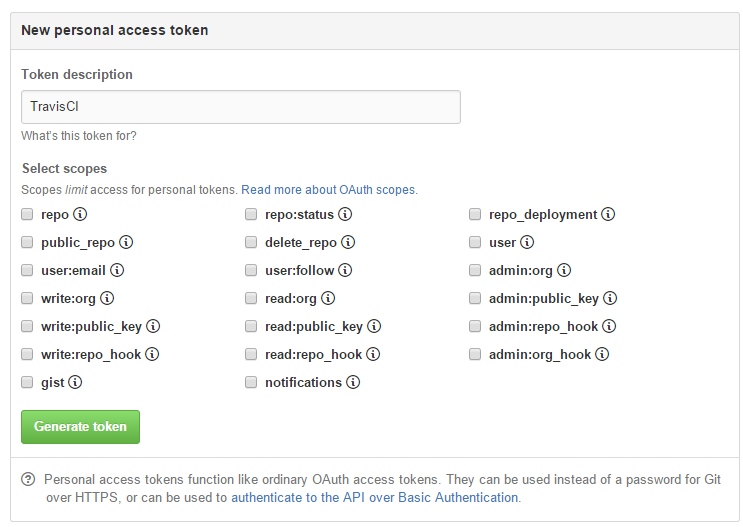 New personal access token
Token description
TravisCI
What's this token for?
Select scopes
Scopes limit access for personal tokens. Read more about OAuth scopes.
repo repo:status repo_deployment
public_repo delete_repo user
user:email user:follow admin:org
write:org read:org admin:public_key
write:public_key read:public_key admin:repo_hook
write:repo_hook read:repo_hook admin:org_hook
gist notifications
Generate token
Personal access tokens function like ordinary OAuth access tokens. They can be used instead of a password for Git
over HTTPS, or can be used to authenticate to the API over Basic Authentication.